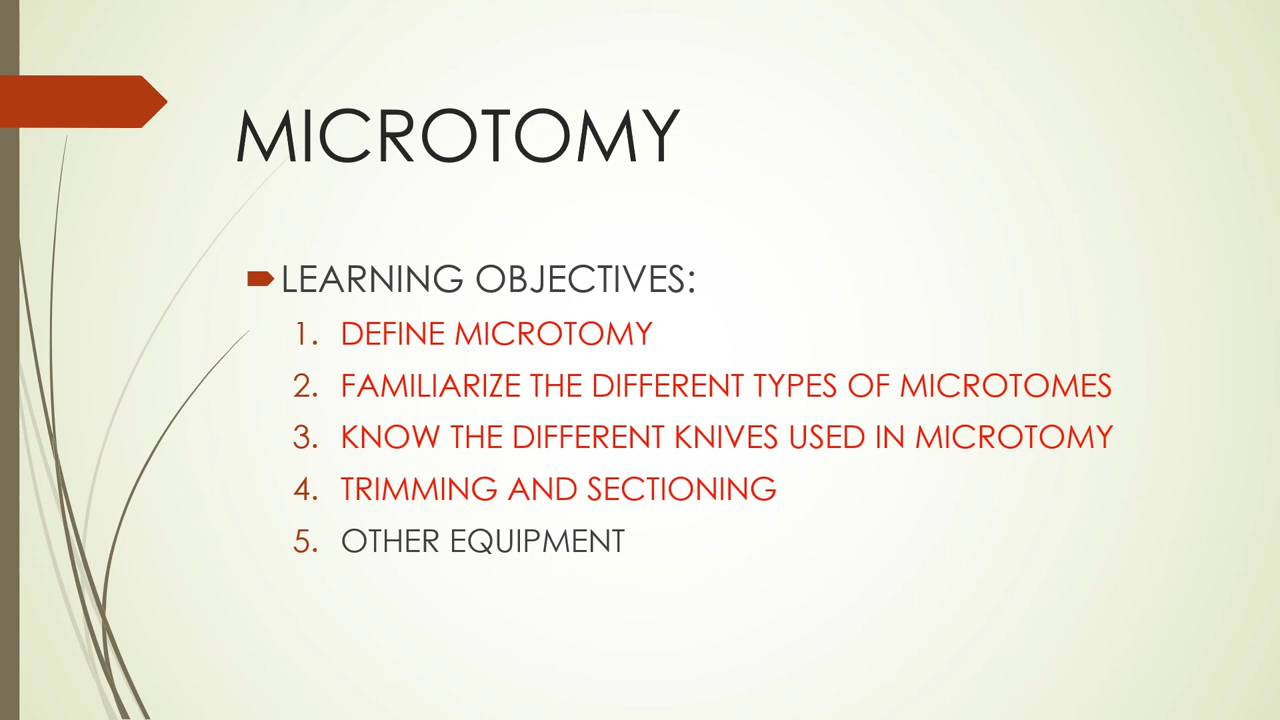 MICROTOMY
LEARNING OBJECTIVES:
1. DEFINE MICROTOMY
2. FAMILIARIZE THE DIFFERENT TYPES OF MICROTOMES
3. KNOW THE DIFFERENT KNIVES USED IN MICROTOMY
4. TRIMMING AND SECTIONING
5. OTHER EQUIPMENT